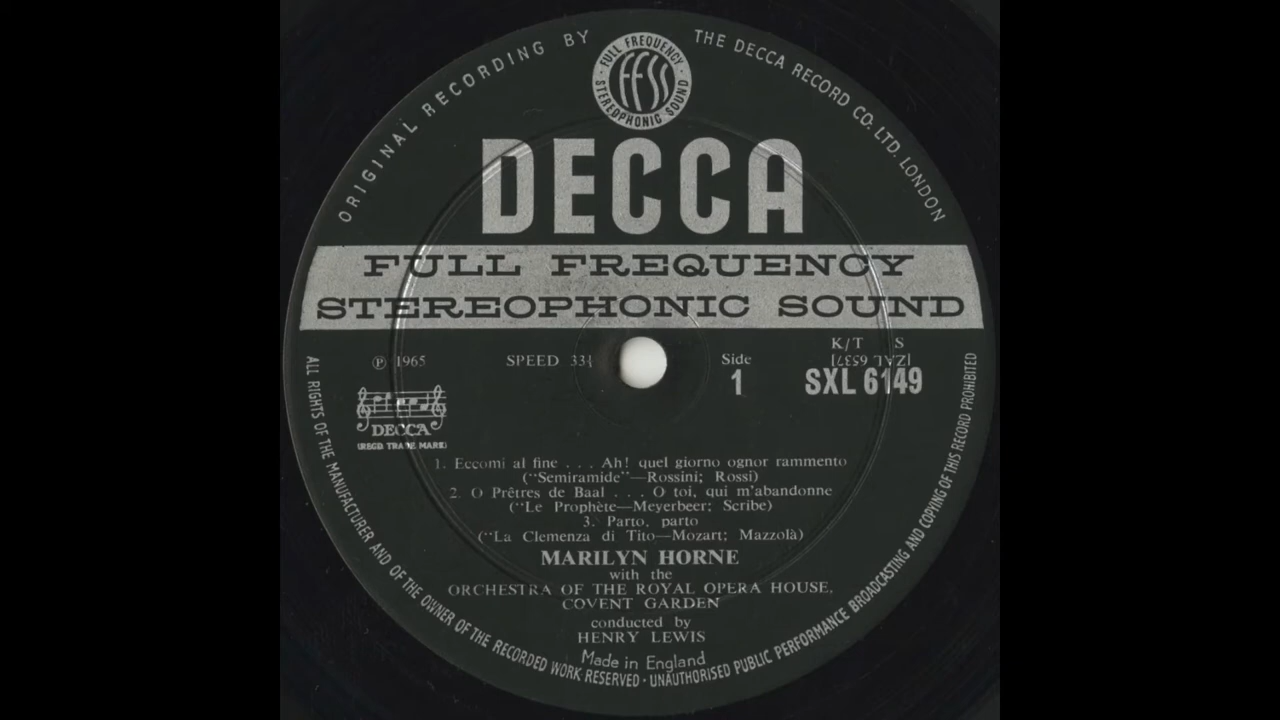 ORIGINAL RECORDING BY THE DECCA RECORD CO. LTD. LONDON
FULL FREQUENCY
ffss
STEREOPHONIC SOUND
DECCA
FULL FREQUENCY
STEREOPHONIC SOUND
K/T S
℗ 1965 SPEED 33⅓ Side [ZAL 6537]
1 SXL 6149
DECCA
(REGD. TRADE MARK)
1. Eccomi al fine . . . Ah! quel giorno ognor rammento
("Semiramide"—Rossini; Rossi)
2. O Prêtres de Baal . . . O toi, qui m'abandonne
("Le Prophète—Meyerbeer; Scribe)
3. Parto, parto
("La Clemenza di Tito—Mozart; Mazzolà)
MARILYN HORNE
with the
ORCHESTRA OF THE ROYAL OPERA HOUSE,
COVENT GARDEN
conducted by
HENRY LEWIS
Made in England
ALL RIGHTS OF THE MANUFACTURER AND OF THE OWNER OF THE RECORDED WORK RESERVED · UNAUTHORISED PUBLIC PERFORMANCE BROADCASTING AND COPYING OF THIS RECORD PROHIBITED